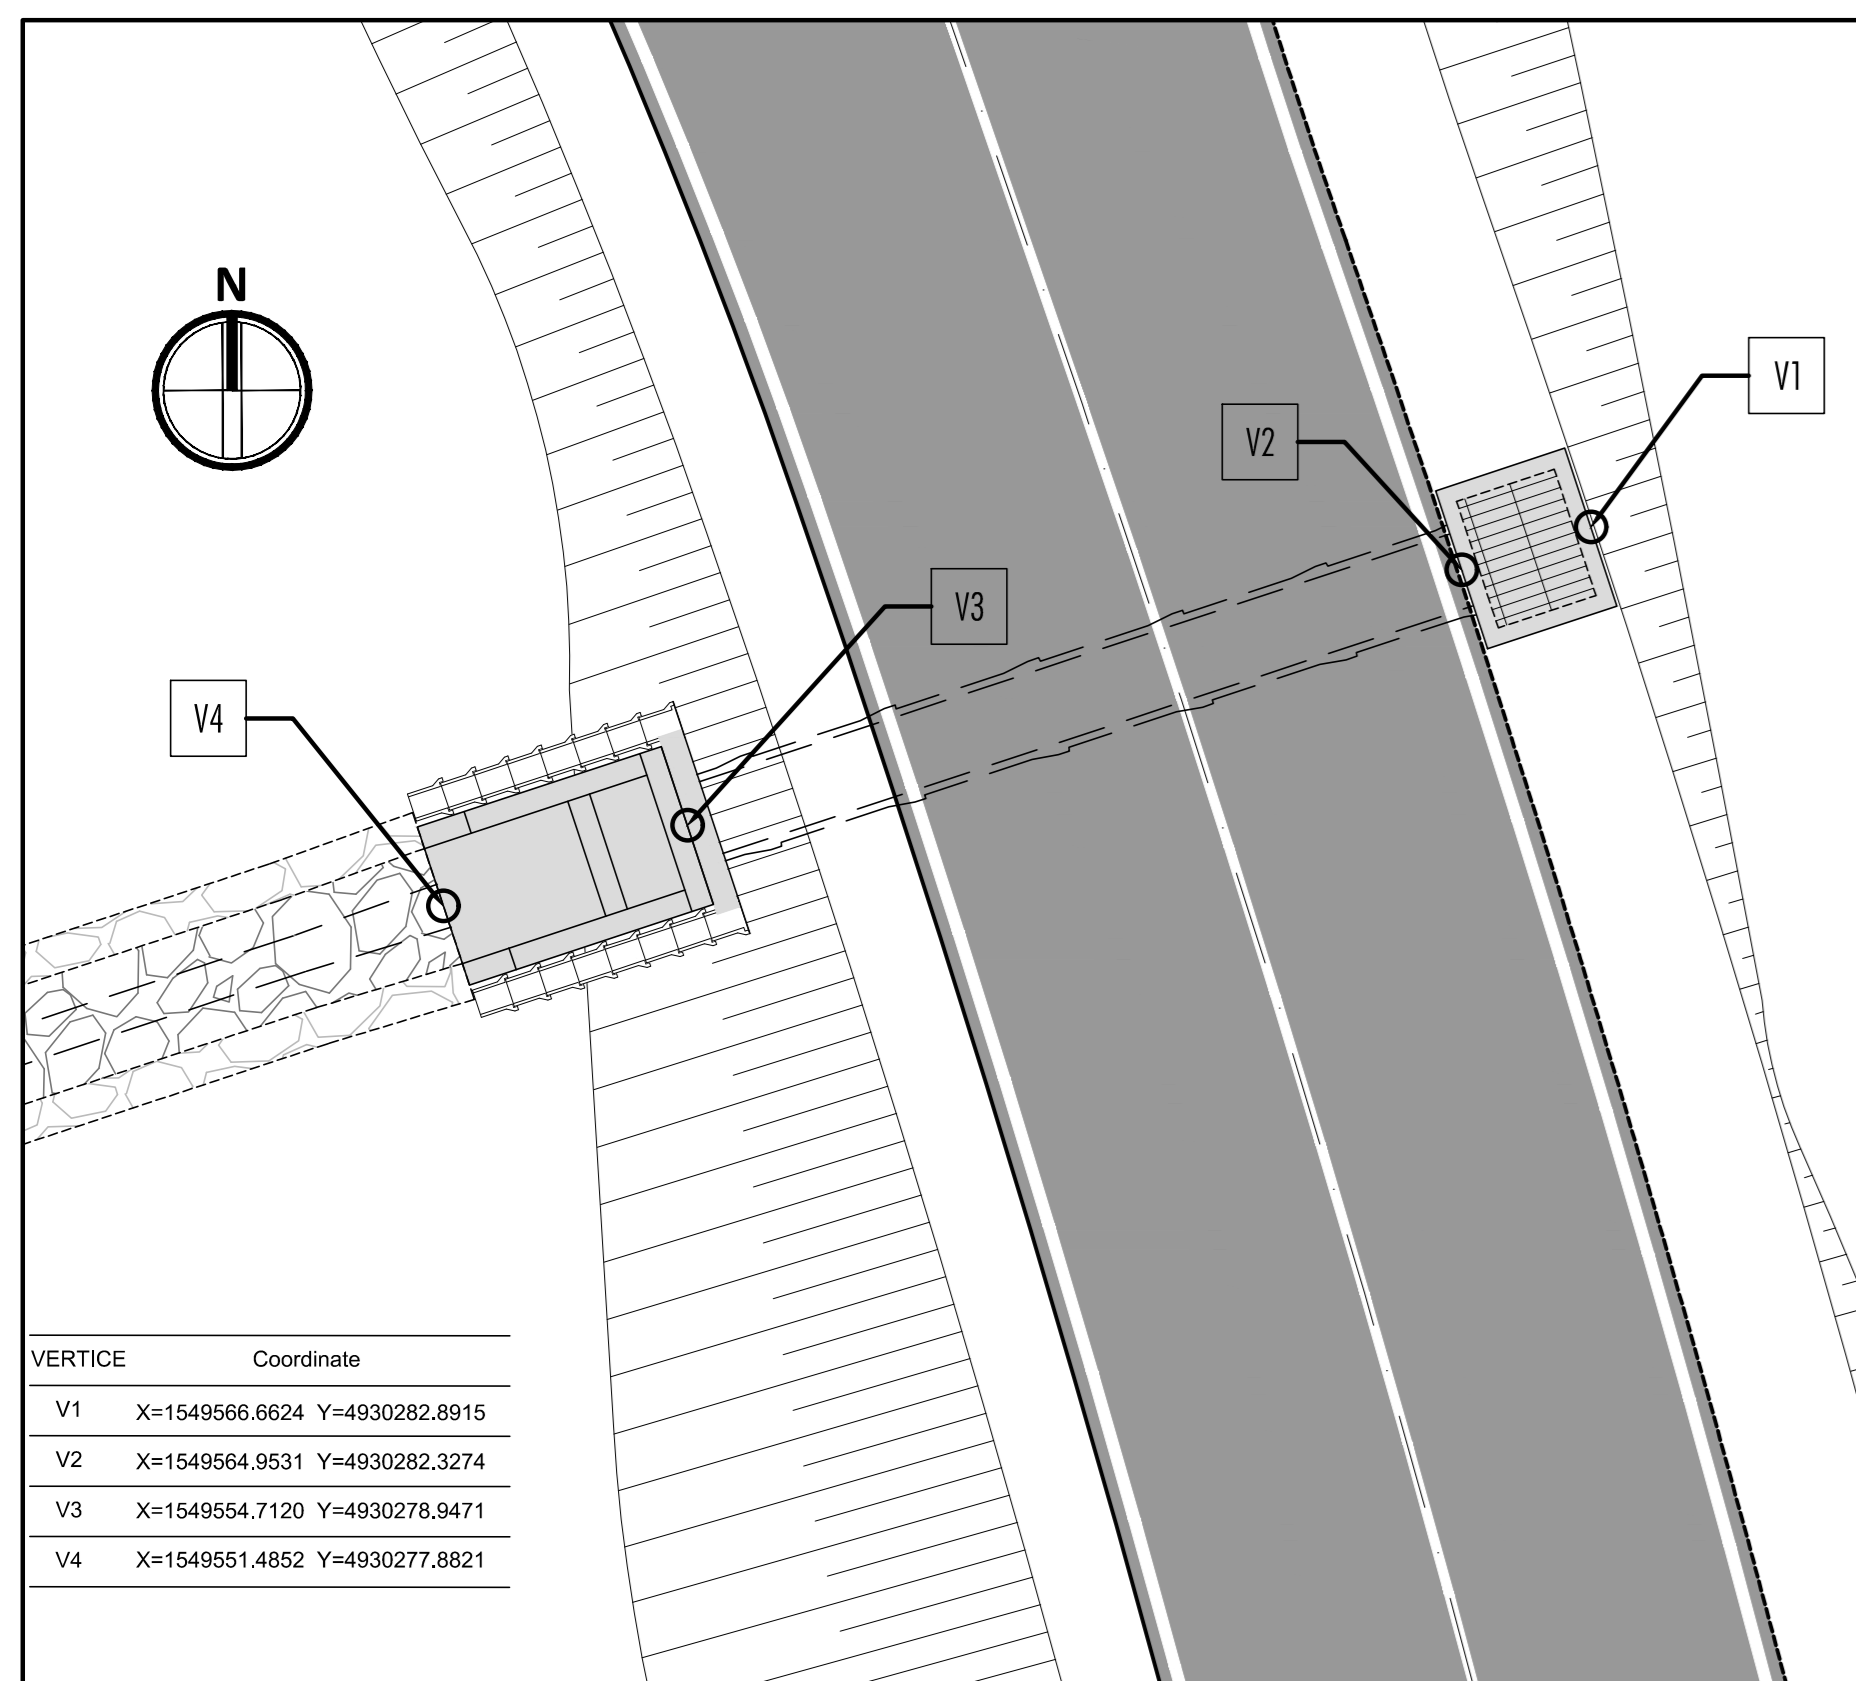 N
V1
V2
V3
V4
VERTICE Coordinate
V1 X=1549566.6624 Y=4930282.8915
V2 X=1549564.9531 Y=4930282.3274
V3 X=1549554.7120 Y=4930278.9471
V4 X=1549551.4852 Y=4930277.8821